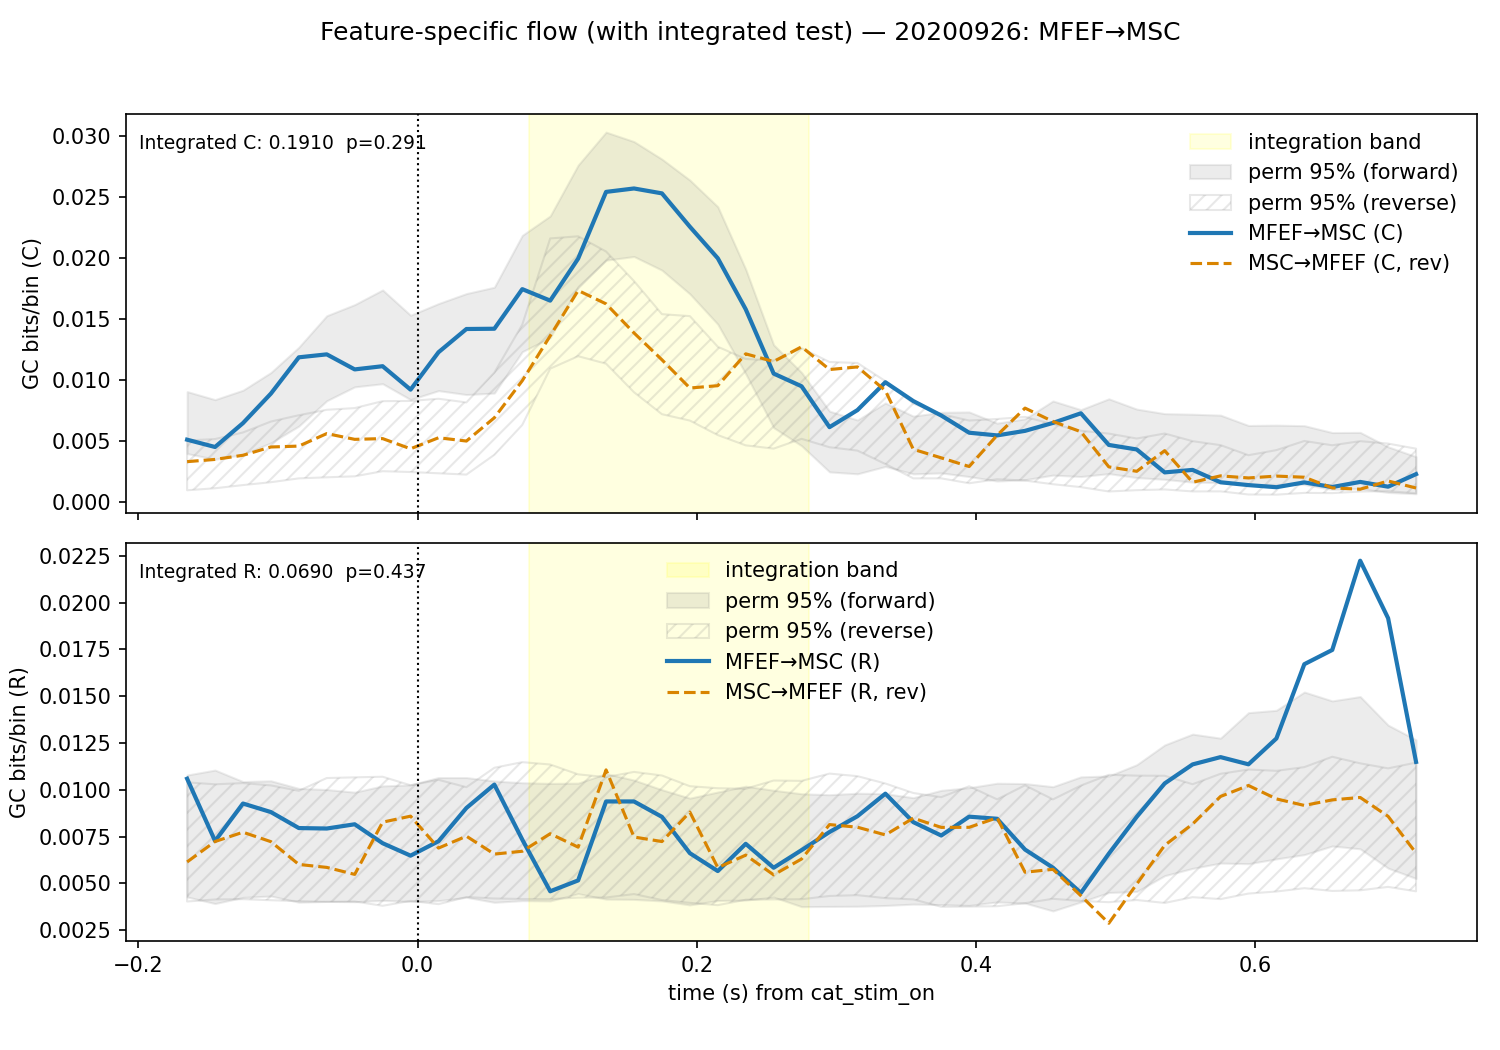 Feature-specific flow (with integrated test) — 20200926: MFEF→MSC
Integrated C: 0.1910  p=0.291
integration band
perm 95% (forward)
perm 95% (reverse)
MFEF→MSC (C)
MSC→MFEF (C, rev)
GC bits/bin (C)
0.030
0.025
0.020
0.015
0.010
0.005
0.000
Integrated R: 0.0690  p=0.437
integration band
perm 95% (forward)
perm 95% (reverse)
MFEF→MSC (R)
MSC→MFEF (R, rev)
GC bits/bin (R)
0.0225
0.0200
0.0175
0.0150
0.0125
0.0100
0.0075
0.0050
0.0025
−0.2 0.0 0.2 0.4 0.6
time (s) from cat_stim_on